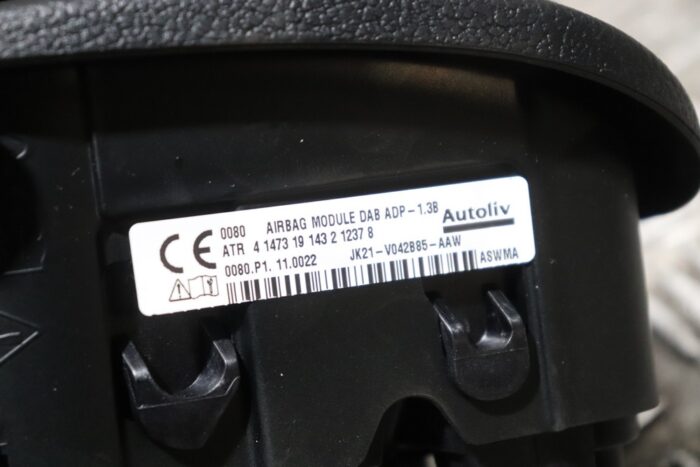 CE 0080 AIRBAG MODULE DAB ADP-1.3B Autoliv
ATR 4 1473 19 143 2 1237 8
0080.P1. 11.0022 JK21-V042B85-AAW
ASWMA